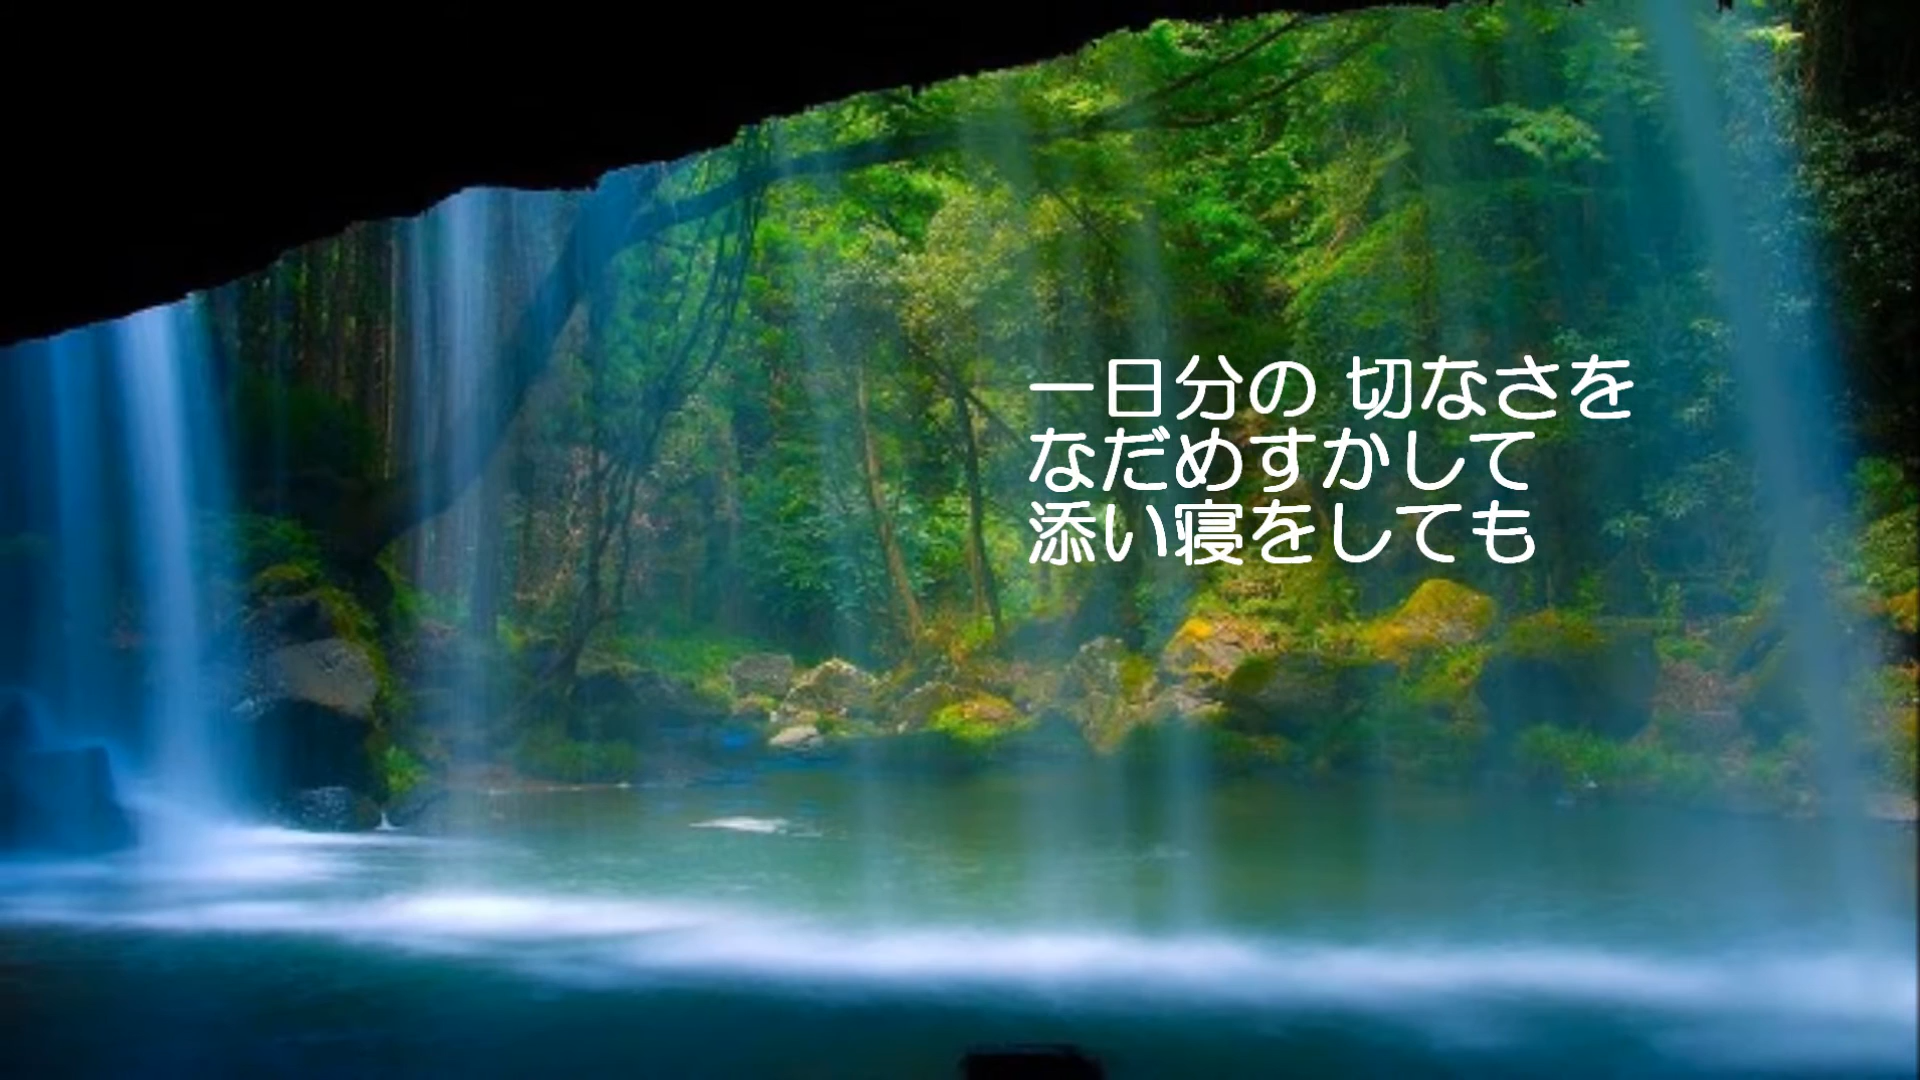 一日分の 切なさを
なだめすかして
添い寝をしても